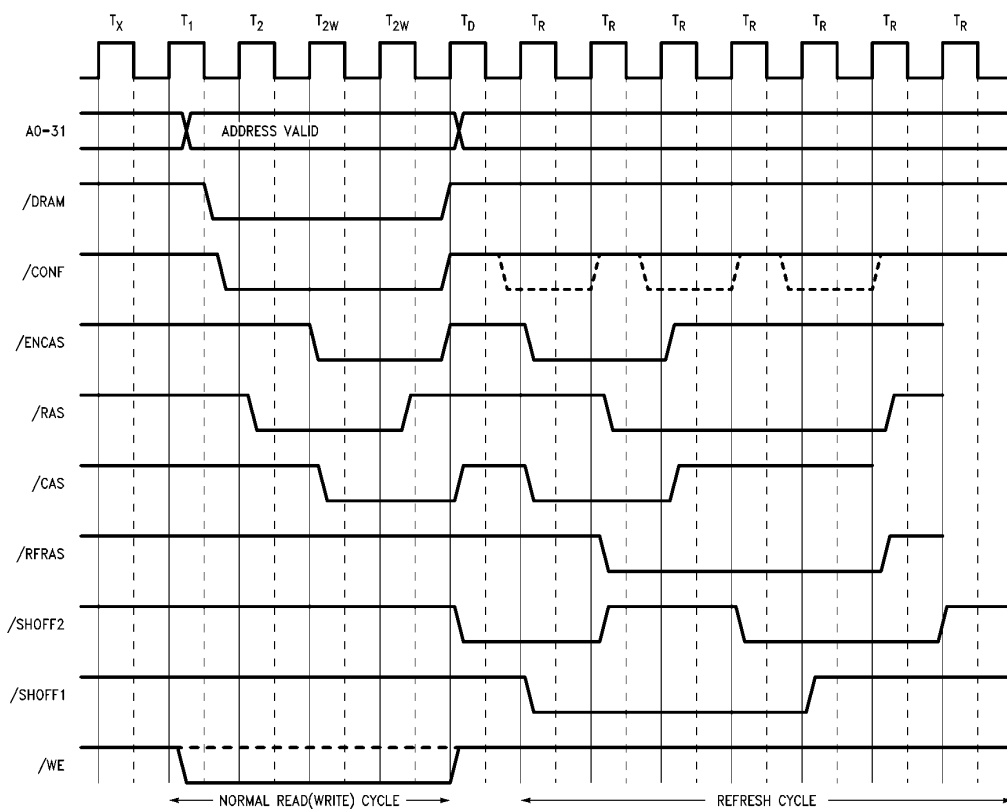 TX T1 T2 T2W T2W TD TR TR TR TR TR TR TR
A0-31 ADDRESS VALID
/DRAM
/CONF
/ENCAS
/RAS
/CAS
/RFRAS
/SHOFF2
/SHOFF1
/WE
NORMAL READ(WRITE) CYCLE REFRESH CYCLE